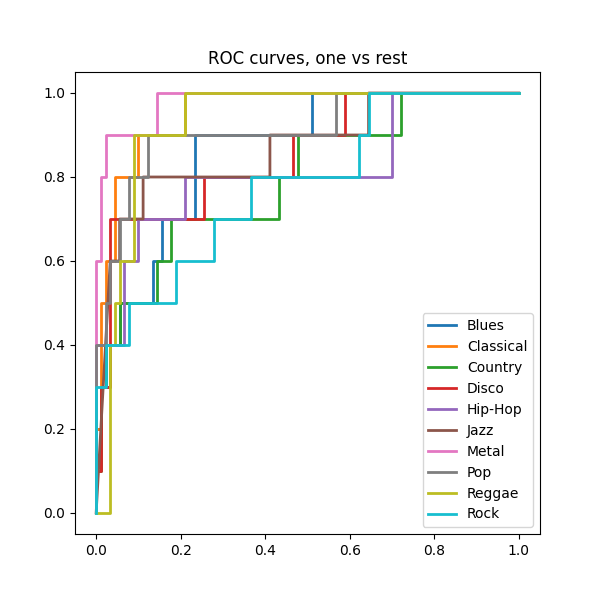 ROC curves, one vs rest
1.0
0.8
0.6
0.4
0.2
0.0
Blues
Classical
Country
Disco
Hip-Hop
Jazz
Metal
Pop
Reggae
Rock
0.0 0.2 0.4 0.6 0.8 1.0